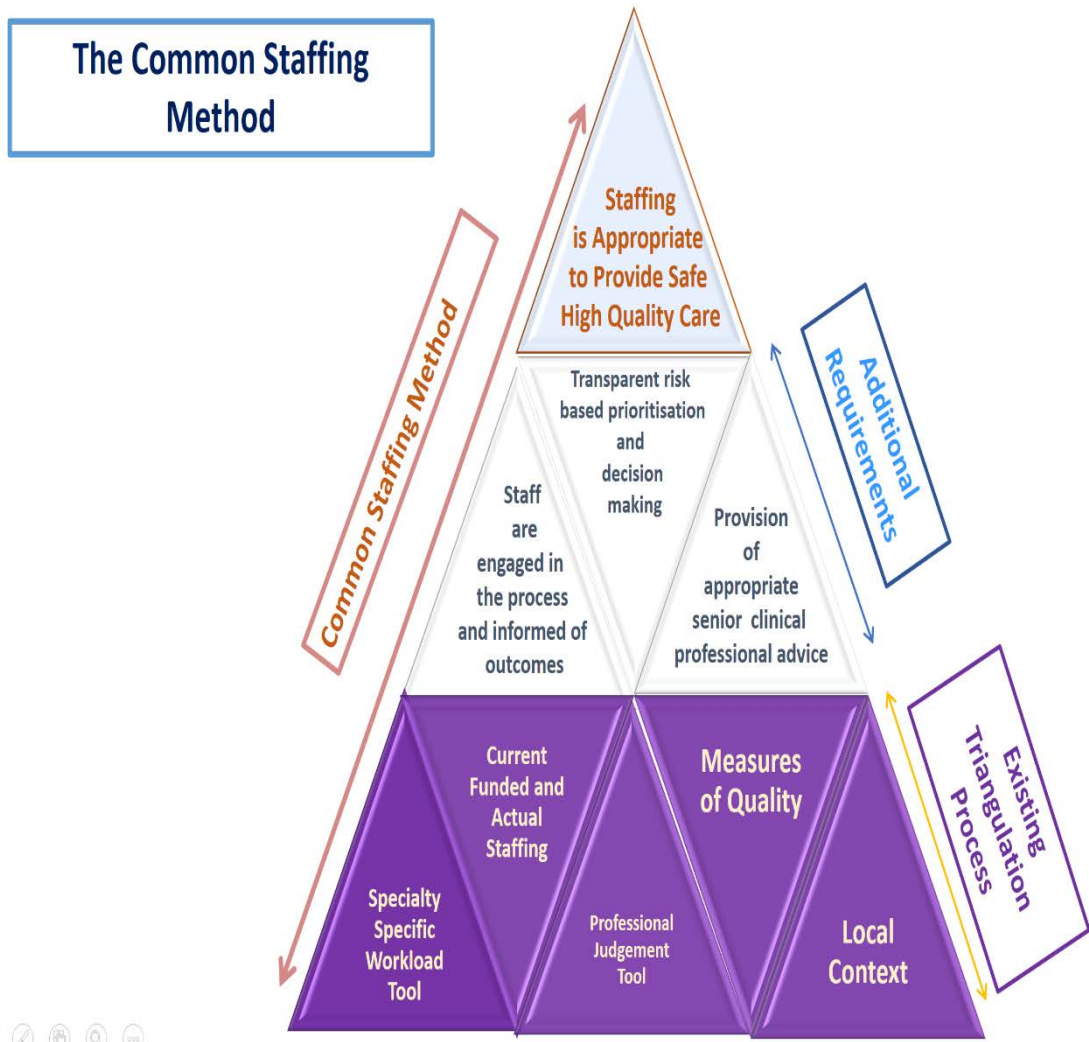 The Common Staffing
Method
Staffing
is Appropriate
to Provide Safe
High Quality Care
Common Staffing Method
Additional
Requirements
Transparent risk
based prioritisation
and
decision
making
Staff
are
engaged in
the process
and informed of
outcomes
Provision
of
appropriate
senior clinical
professional advice
Existing
Triangulation
Process
Current
Funded and
Actual
Staffing
Measures
of Quality
Specialty
Specific
Workload
Tool
Professional
Judgement
Tool
Local
Context